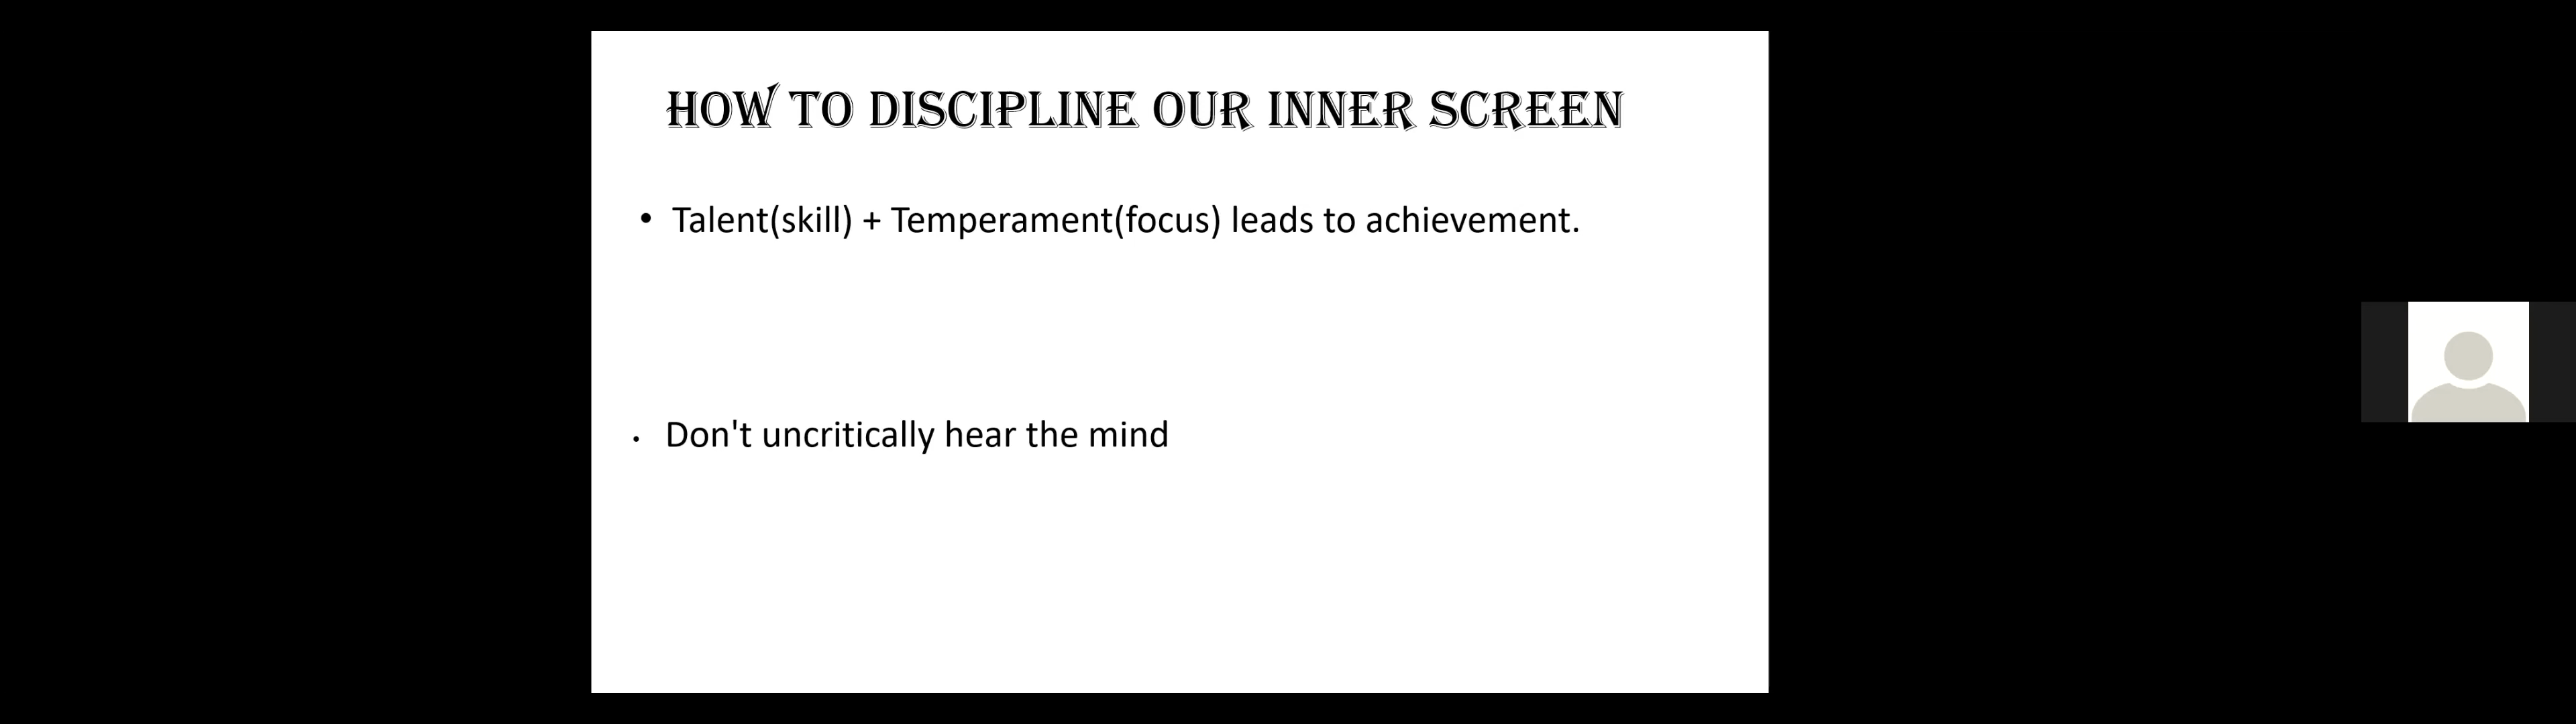 HOW TO DISCIPLINE OUR INNER SCREEN
• Talent(skill) + Temperament(focus) leads to achievement.
• Don't uncritically hear the mind